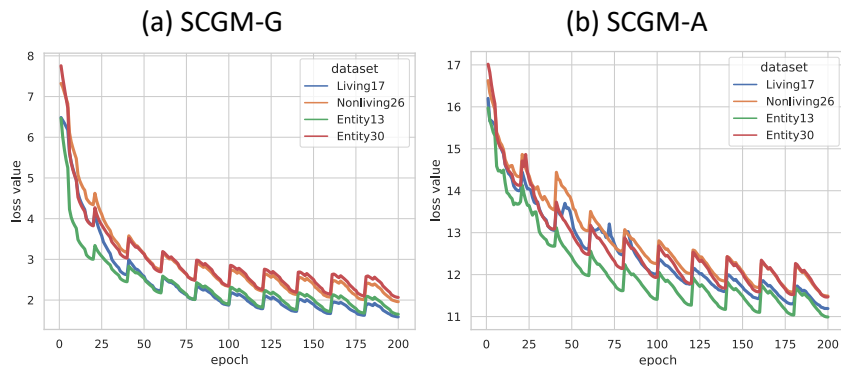 (a) SCGM-G
8
7
6
5
4
3
2
loss value
0 25 50 75 100 125 150 175 200
epoch
dataset
Living17
Nonliving26
Entity13
Entity30
(b) SCGM-A
17
16
15
14
13
12
11
loss value
0 25 50 75 100 125 150 175 200
epoch
dataset
Living17
Nonliving26
Entity13
Entity30